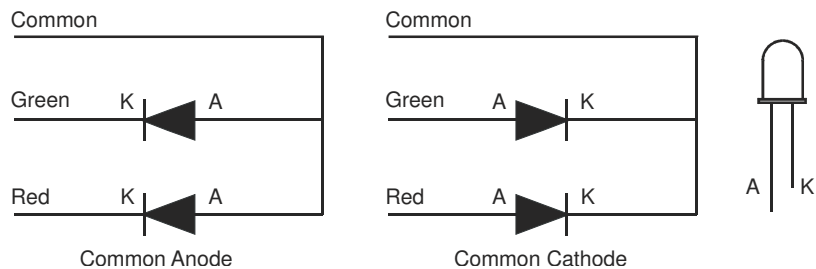 Common
Green K A
Red K A
Common Anode
Common
Green A K
Red A K
Common Cathode
A K